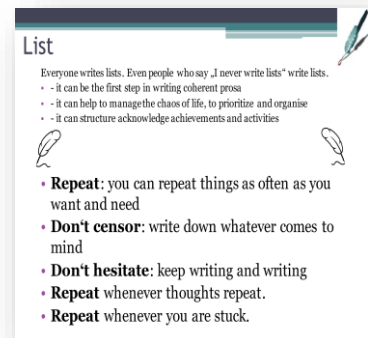 List
Everyone writes lists. Even people who say „I never write lists“ write lists.
• - it can be the first step in writing coherent prosa
• - it can help to manage the chaos of life, to prioritize and organise
• - it can structure acknowledge achievements and activities
• Repeat: you can repeat things as often as you
want and need
• Don‘t censor: write down whatever comes to
mind
• Don‘t hesitate: keep writing and writing
• Repeat whenever thoughts repeat.
• Repeat whenever you are stuck.